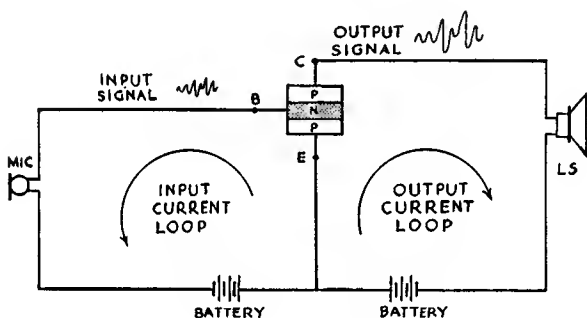 OUTPUT
SIGNAL
C
INPUT
SIGNAL
B
P
N
P
E
MIC
LS
INPUT
CURRENT
LOOP
OUTPUT
CURRENT
LOOP
BATTERY
BATTERY